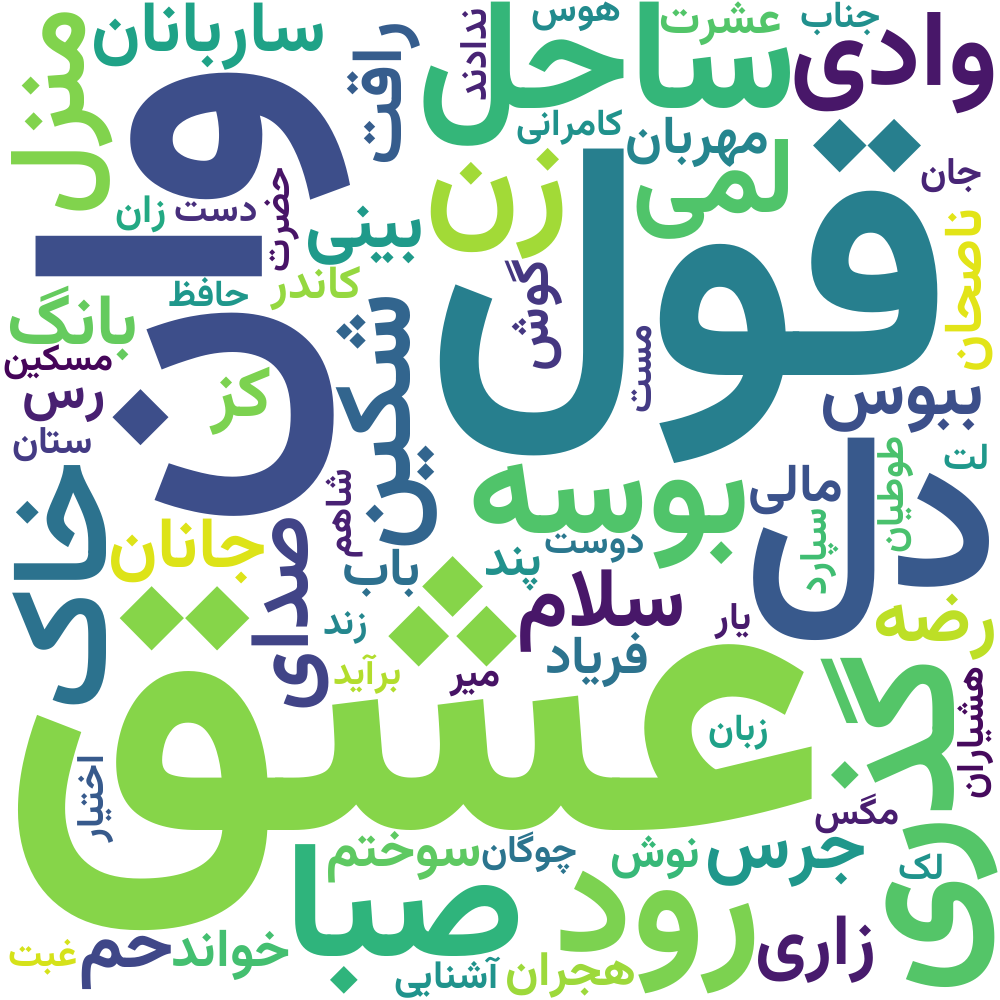 منزل
ساربانان
راقت
ندادند
هوس
ساحل
عشرت
جناب
وادی
وا
کامرانی
مهربان
قول
جان
زن
لمی
ناصحان
زان
دست
حضرت
بینی
کاندر
حافظ
بانگ
گوش
شکین
مست
ن
مسکین
رس
کز
ببوس
ستان
لت
طوطیان
دل
مالی
بوسه
شاهم
سپارد
خاک
جانان
صدای
باب
پند
دوست
سلام
زند
یار
رضه
فریاد
برآید
میر
عشق
گزری
هشیاران
زبان
اختیار
مگس
سوختم
چوگان
نوش
جرس
لک
صبا
رود
زاری
حم
خواند
غبت
آشنایی
هجران